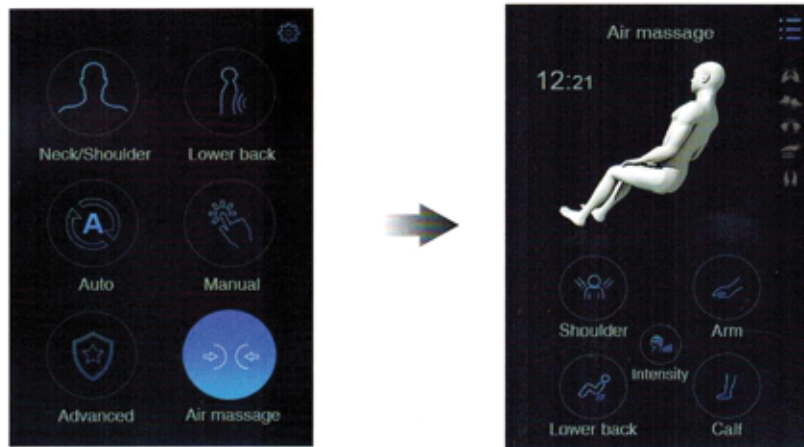 Neck/Shoulder Lower back
A
Auto Manual
Advanced Air massage
Air massage
12:21
Shoulder Arm
Intensity
Lower back Calf